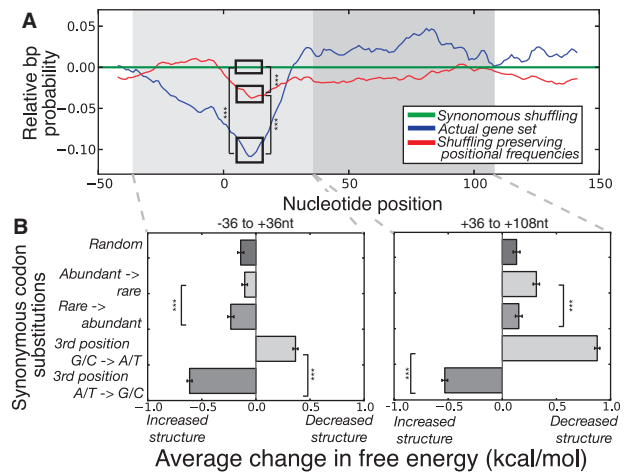 A
Relative bp
probability
0.05
0.00
−0.05
−0.10
***
***
***
Synonomous shuffling
Actual gene set
Shuffling preserving
positional frequencies
−50 0 50 100 150
Nucleotide position
B
-36 to +36nt +36 to +108nt
Synonymous codon
substitutions
Random
Abundant ->
rare
Rare ->
abundant
3rd position
G/C -> A/T
3rd position
A/T -> G/C
***
***
***
***
−1.0 −0.5 0.0 0.5 1.0
−1.0 −0.5 0.0 0.5 1.0
Increased
structure
Decreased
structure
Increased
structure
Decreased
structure
Average change in free energy (kcal/mol)